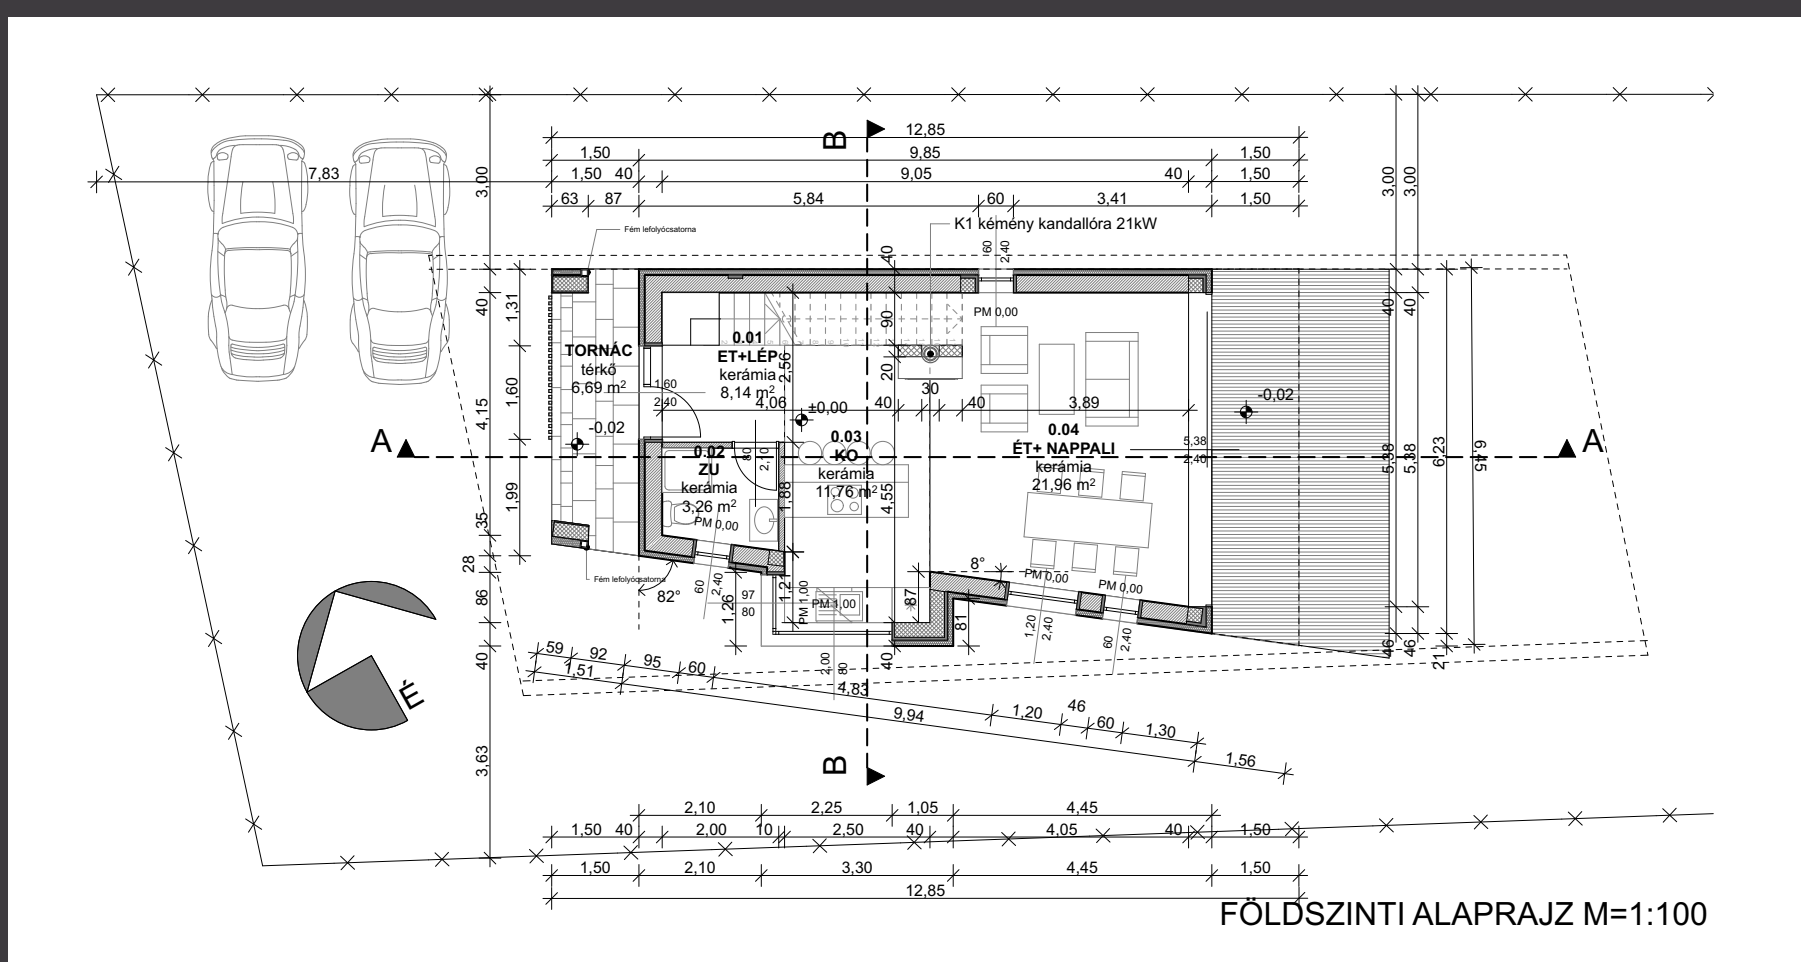 B
12,85
1,50 9,85 1,50
7,83 1,50 40 9,05 40 1,50
3,00 3,00 3,00
63 87 5,84 60 3,41 1,50
Fém lefolyócsatorna
K1 kémény kandallóra 21kW
40 60 2,40
40 1,31 90 PM 0,00 40 40
TORNÁC
térkő
6,69 m²
-0,02
0.01
ET+LÉP
kerámia
8,14 m²
2,56 20 30
1,60 1,60 2,40
4,06 ±0,00 40 40 3,89
-0,02
4,15
A
0.02
ZU
kerámia
3,26 m²
PM 0,00
80 2,10
0.03
KO
kerámia
11,76 m²
0.04
ÉT+ NAPPALI
kerámia
21,96 m²
5,38
2,40
A
5,38 5,38 6,23 6,45
1,99 1,88 4,55
35
28
86
40
Fém lefolyócsatorna
82°
60 2,40
1,26
97
80
1,21
PM 1,00
PM 1,00
87
81
8°
PM 0,00
PM 0,00
1,20 2,40
60 2,40
46 46 21
2,00 80 40
É
59 92 95 60
1,51 4,83
9,94 1,20 46 60 1,30
1,56
3,63
B
2,10 2,25 1,05 4,45
1,50 40 2,00 10 2,50 40 4,05 40 1,50
1,50 2,10 3,30 4,45 1,50
12,85
FÖLDSZINTI ALAPRAJZ M=1:100